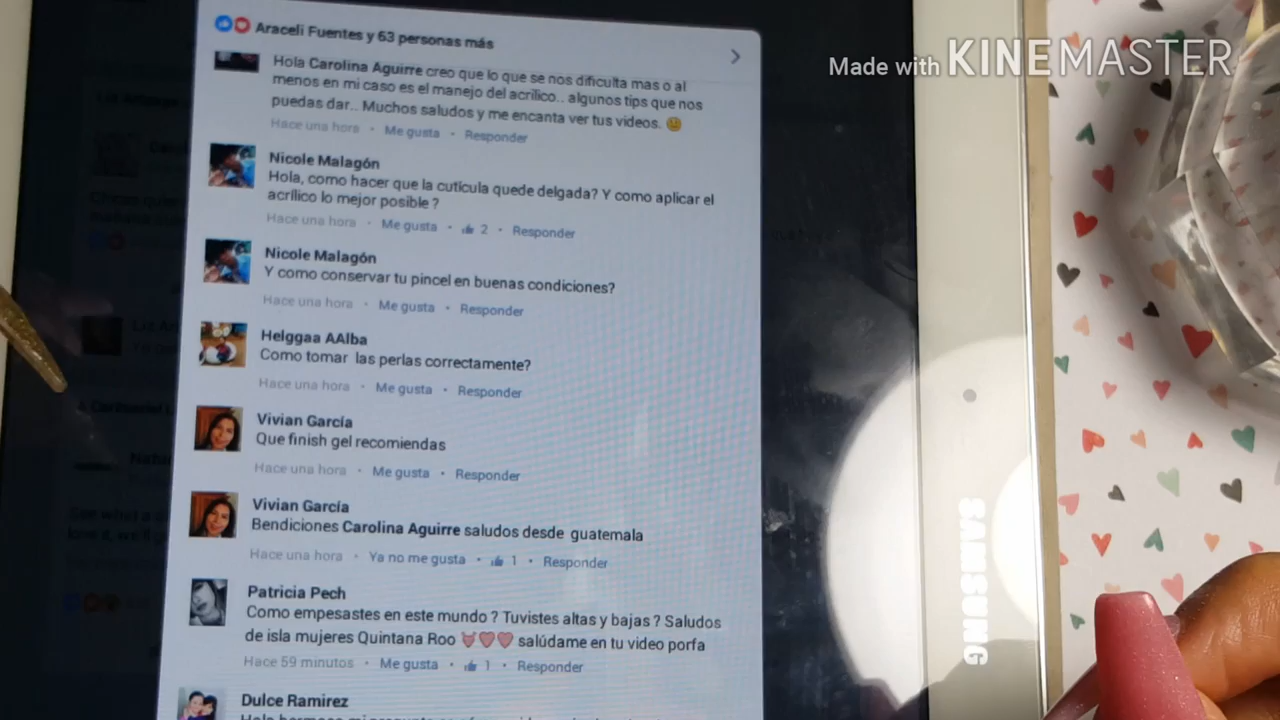 Araceli Fuentes y 63 personas más
Made with KINEMASTER
Hola Carolina Aguirre creo que lo que se nos dificulta mas o al
menos en mi caso es el manejo del acrílico.. algunos tips que nos
puedas dar.. Muchos saludos y me encanta ver tus videos.
Hace una hora · Me gusta · Responder
Nicole Malagón
Hola, como hacer que la cutícula quede delgada? Y como aplicar el
acrílico lo mejor posible ?
Hace una hora · Me gusta · 2 · Responder
Nicole Malagón
Y como conservar tu pincel en buenas condiciones?
Hace una hora · Me gusta · Responder
Helggaa AAlba
Como tomar las perlas correctamente?
Hace una hora · Me gusta · Responder
Vivian García
Que finish gel recomiendas
Hace una hora · Me gusta · Responder
Vivian García
Bendiciones Carolina Aguirre saludos desde guatemala
Hace una hora · Ya no me gusta · 1 · Responder
Patricia Pech
Como empesastes en este mundo ? Tuvistes altas y bajas ? Saludos
de isla mujeres Quintana Roo salúdame en tu video porfa
Hace 59 minutos · Me gusta · 1 · Responder
Dulce Ramirez
SAMSUNG